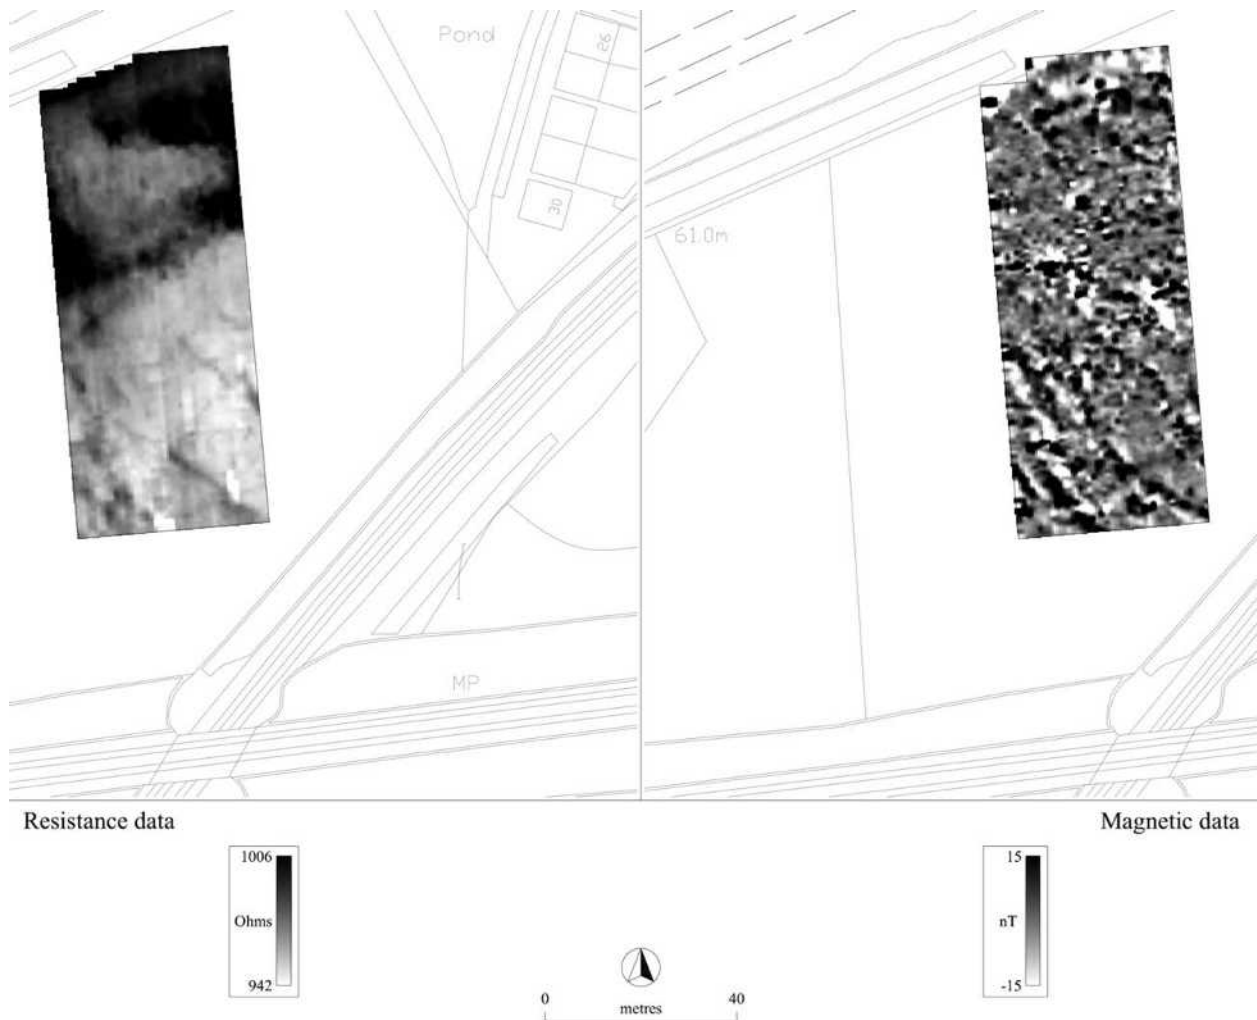 Pond
26
30
61.0m
MP
Resistance data
Magnetic data
1006
Ohms
942
15
nT
-15
0 40
metres